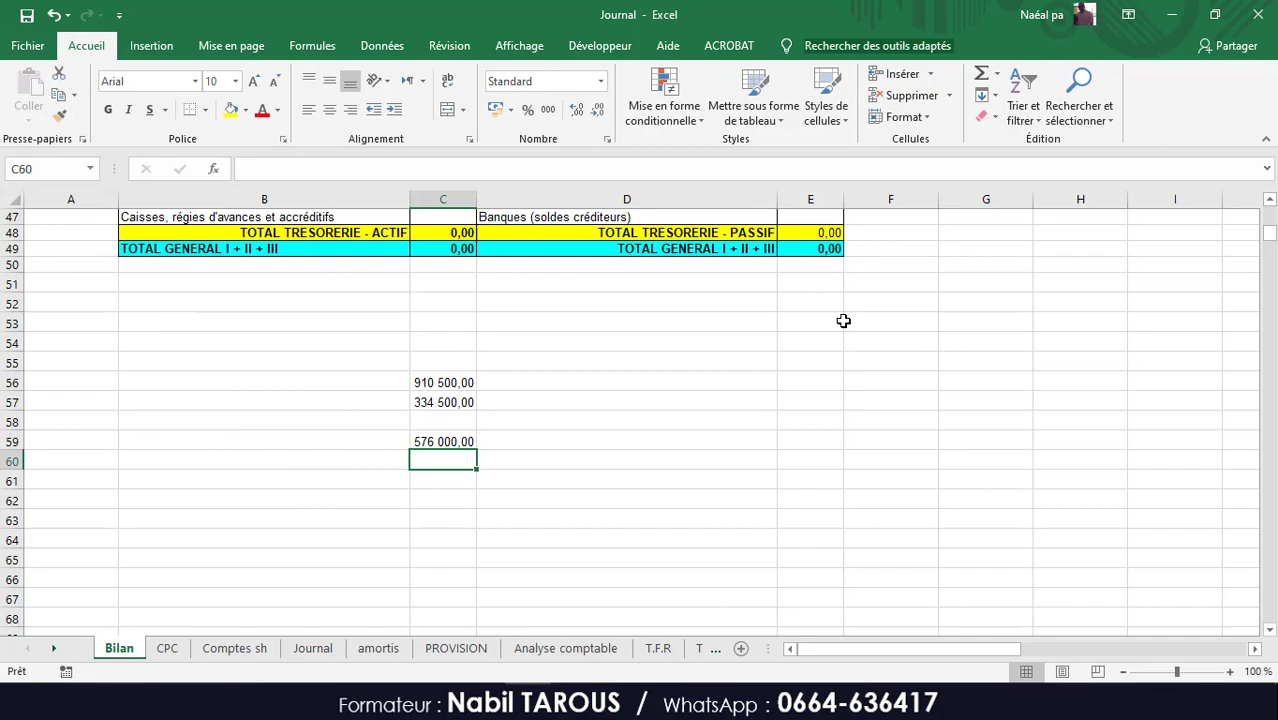 Journal - Excel
Naéal pa
Fichier Accueil Insertion Mise en page Formules Données Révision Affichage Développeur Aide ACROBAT Rechercher des outils adaptés Partager
Coller
Arial 10
G I S
Standard
% 000
Mise en forme conditionnelle
Mettre sous forme de tableau
Styles de cellules
Insérer
Supprimer
Format
Trier et filtrer
Rechercher et sélectionner
Presse-papiers Police Alignement Nombre Styles Cellules Édition
C60 fx
A B C D E F G H I
47 Caisses, régies d'avances et accréditifs Banques (soldes créditeurs)
48 TOTAL TRESORERIE - ACTIF 0,00 TOTAL TRESORERIE - PASSIF 0,00
49 TOTAL GENERAL I + II + III 0,00 TOTAL GENERAL I + II + III 0,00
50
51
52
53
54
55
56 910 500,00
57 334 500,00
58
59 576 000,00
60
61
62
63
64
65
66
67
68
Bilan CPC Comptes sh Journal amortis PROVISION Analyse comptable T.F.R T ...
Prêt 100 %
Formateur : Nabil TAROUS / WhatsApp : 0664-636417